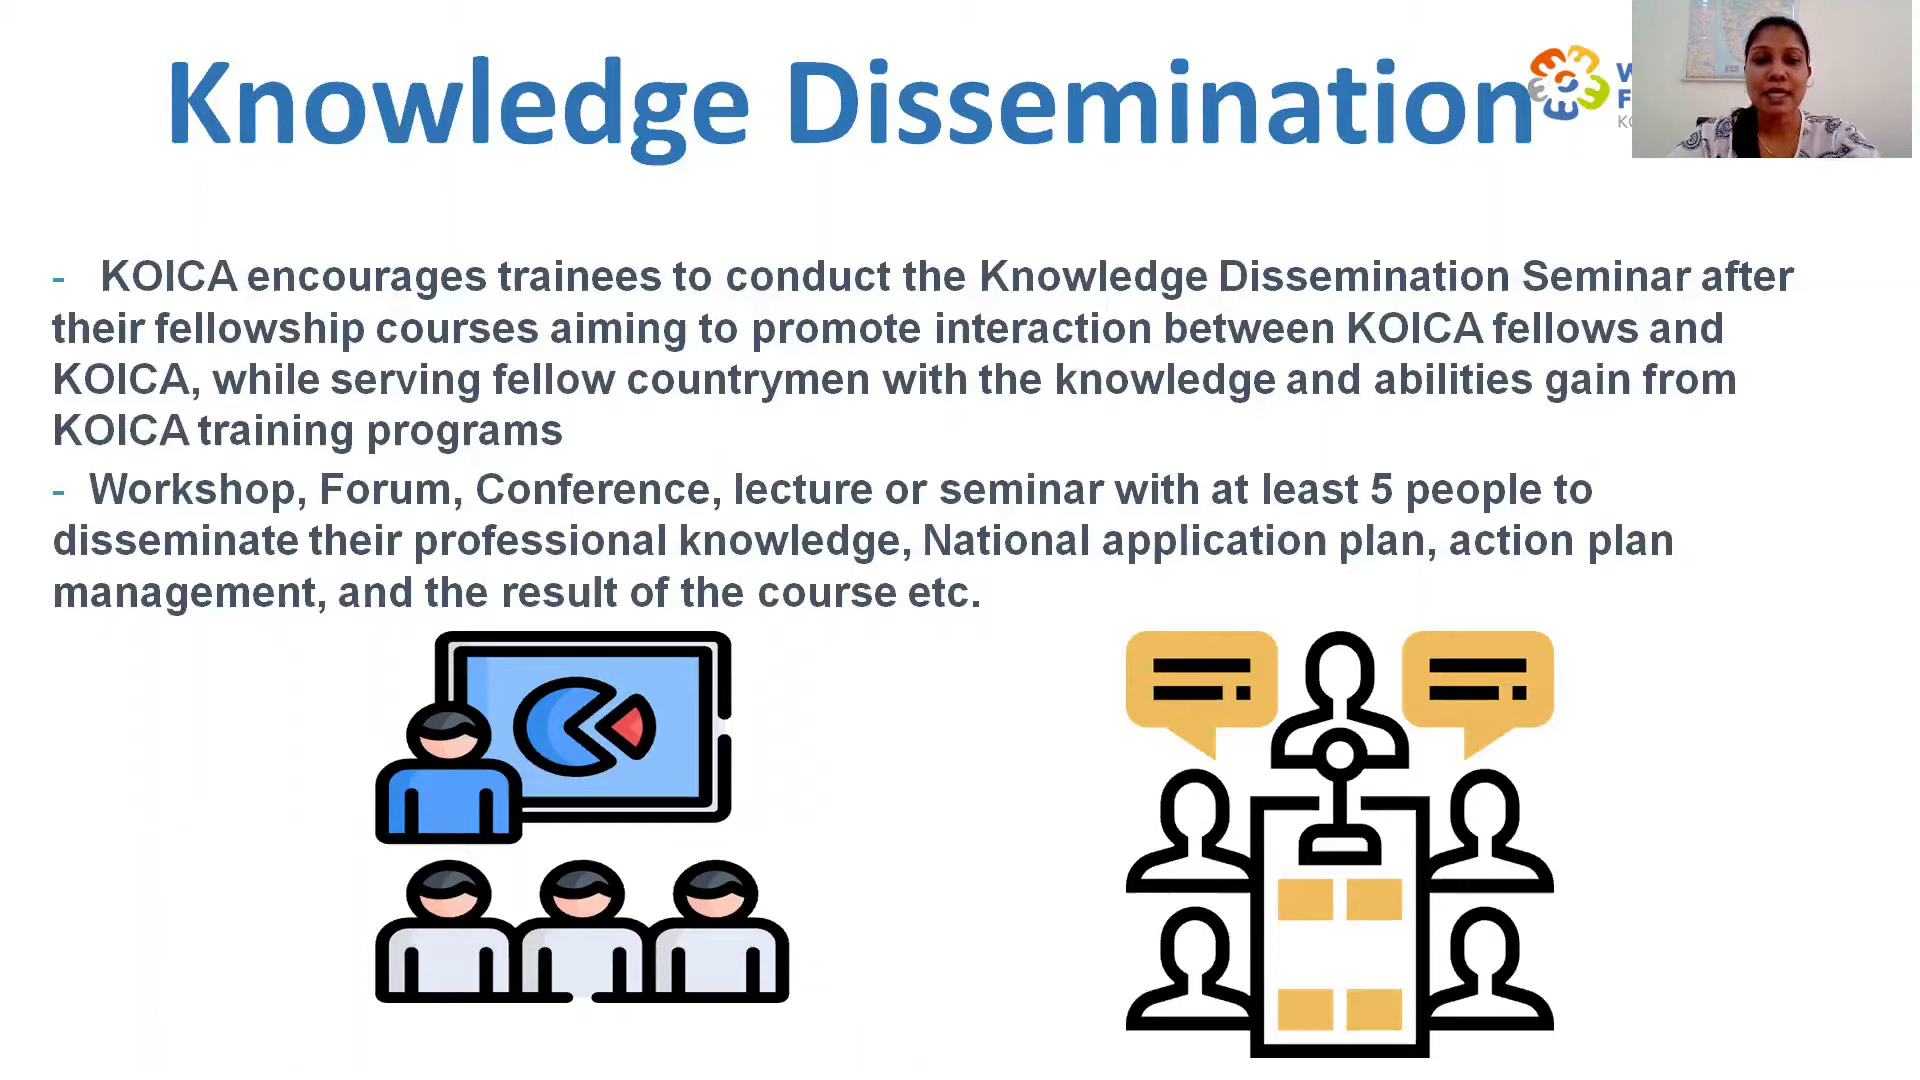 Knowledge Dissemination
- KOICA encourages trainees to conduct the Knowledge Dissemination Seminar after
their fellowship courses aiming to promote interaction between KOICA fellows and
KOICA, while serving fellow countrymen with the knowledge and abilities gain from
KOICA training programs
- Workshop, Forum, Conference, lecture or seminar with at least 5 people to
disseminate their professional knowledge, National application plan, action plan
management, and the result of the course etc.